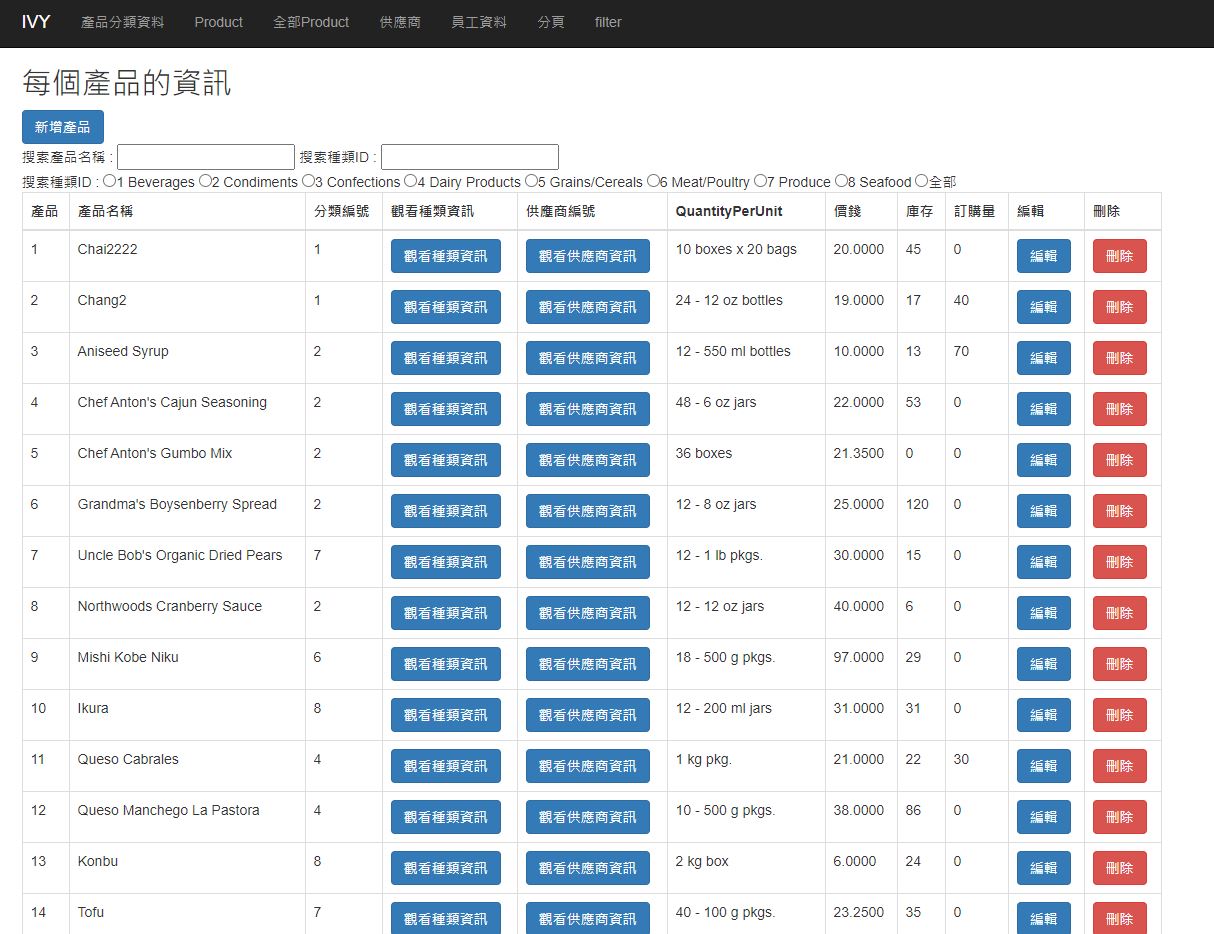 IVY 產品分類資料 Product 全部Product 供應商 員工資料 分頁 filter
每個產品的資訊
新增產品
搜索產品名稱 : 搜索種類ID :
搜索種類ID : 1 Beverages 2 Condiments 3 Confections 4 Dairy Products 5 Grains/Cereals 6 Meat/Poultry 7 Produce 8 Seafood 全部
產品 產品名稱 分類編號 觀看種類資訊 供應商編號 QuantityPerUnit 價錢 庫存 訂購量 編輯 刪除
1 Chai2222 1 觀看種類資訊 觀看供應商資訊 10 boxes x 20 bags 20.0000 45 0 編輯 刪除
2 Chang2 1 觀看種類資訊 觀看供應商資訊 24 - 12 oz bottles 19.0000 17 40 編輯 刪除
3 Aniseed Syrup 2 觀看種類資訊 觀看供應商資訊 12 - 550 ml bottles 10.0000 13 70 編輯 刪除
4 Chef Anton's Cajun Seasoning 2 觀看種類資訊 觀看供應商資訊 48 - 6 oz jars 22.0000 53 0 編輯 刪除
5 Chef Anton's Gumbo Mix 2 觀看種類資訊 觀看供應商資訊 36 boxes 21.3500 0 0 編輯 刪除
6 Grandma's Boysenberry Spread 2 觀看種類資訊 觀看供應商資訊 12 - 8 oz jars 25.0000 120 0 編輯 刪除
7 Uncle Bob's Organic Dried Pears 7 觀看種類資訊 觀看供應商資訊 12 - 1 lb pkgs. 30.0000 15 0 編輯 刪除
8 Northwoods Cranberry Sauce 2 觀看種類資訊 觀看供應商資訊 12 - 12 oz jars 40.0000 6 0 編輯 刪除
9 Mishi Kobe Niku 6 觀看種類資訊 觀看供應商資訊 18 - 500 g pkgs. 97.0000 29 0 編輯 刪除
10 Ikura 8 觀看種類資訊 觀看供應商資訊 12 - 200 ml jars 31.0000 31 0 編輯 刪除
11 Queso Cabrales 4 觀看種類資訊 觀看供應商資訊 1 kg pkg. 21.0000 22 30 編輯 刪除
12 Queso Manchego La Pastora 4 觀看種類資訊 觀看供應商資訊 10 - 500 g pkgs. 38.0000 86 0 編輯 刪除
13 Konbu 8 觀看種類資訊 觀看供應商資訊 2 kg box 6.0000 24 0 編輯 刪除
14 Tofu 7 觀看種類資訊 觀看供應商資訊 40 - 100 g pkgs. 23.2500 35 0 編輯 刪除